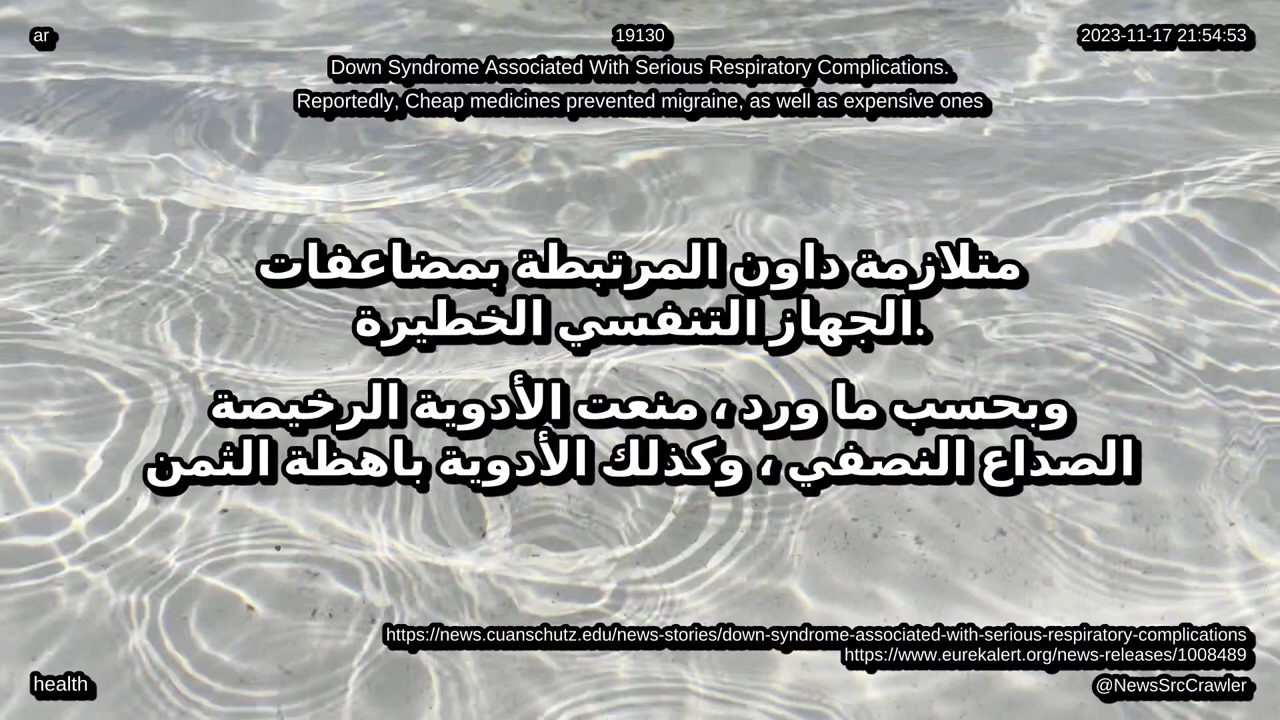 ar
19130
2023-11-17 21:54:53
Down Syndrome Associated With Serious Respiratory Complications.
Reportedly, Cheap medicines prevented migraine, as well as expensive ones
متلازمة داون المرتبطة بمضاعفات
الجهاز التنفسي الخطيرة.
وبحسب ما ورد ، منعت الأدوية الرخيصة
الصداع النصفي ، وكذلك الأدوية باهظة الثمن
https://news.cuanschutz.edu/news-stories/down-syndrome-associated-with-serious-respiratory-complications
https://www.eurekalert.org/news-releases/1008489
health
@NewsSrcCrawler